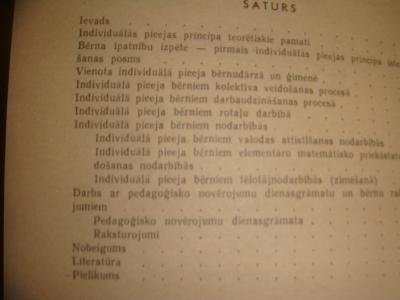 SATURS
Ievads
Individuālās pieejas principa teorētiskie pamati
Bērna īpatnību izpēte — pirmais individuālās pieejas principa
šanas posms
Vienota individuālā pieeja bērnudārzā un ģimenē
Individuālā pieeja bērniem kolektīva veidošanas procesā
Individuālā pieeja bērniem darbaudzināšanas procesā
Individuālā pieeja bērniem rotaļu darbībā
Individuālā pieeja bērniem nodarbībās
Individuālā pieeja bērniem valodas attīstīšanas nodarbībās
Individuālā pieeja bērniem elementāro matemātisko priekšstatu
došanas nodarbībās
Individuālā pieeja bērniem tēlotājnodarbībās (zīmēšanā)
Darbs ar pedagoģisko novērojumu dienasgrāmatu un bērnu
jumiem
Pedagoģisko novērojumu dienasgrāmata
Raksturojumi
Nobeigums
Literatūra
Pielikums